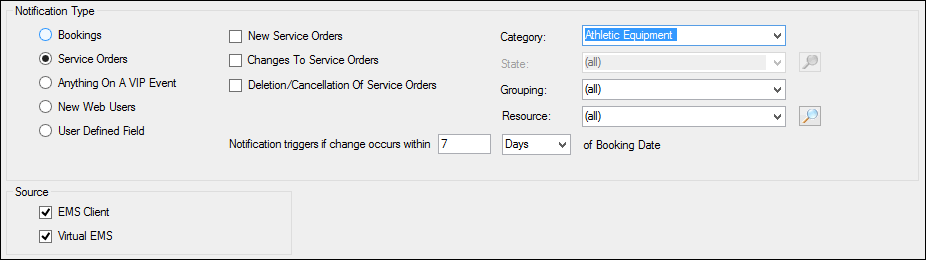 Notification Type
Bookings
Service Orders
Anything On A VIP Event
New Web Users
User Defined Field
New Service Orders
Changes To Service Orders
Deletion/Cancellation Of Service Orders
Category: Athletic Equipment
State: (all)
Grouping: (all)
Resource: (all)
Notification triggers if change occurs within 7 Days of Booking Date
Source
EMS Client
Virtual EMS